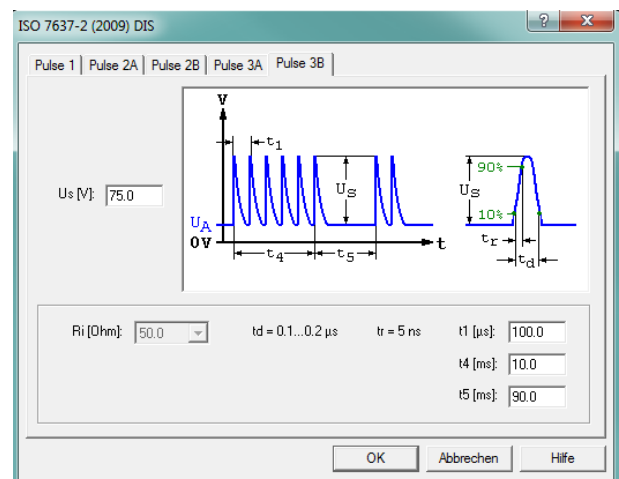 ISO 7637-2 (2009) DIS
? X
Pulse 1 | Pulse 2A | Pulse 2B | Pulse 3A | Pulse 3B
Us [V]: 75.0
V
t1
US
UA
0V
t
t4
t5
90%
US
10%
tr
td
Ri [Ohm]: 50.0
td = 0.1...0.2 µs
tr = 5 ns
t1 [µs]: 100.0
t4 [ms]: 10.0
t5 [ms]: 90.0
OK
Abbrechen
Hilfe